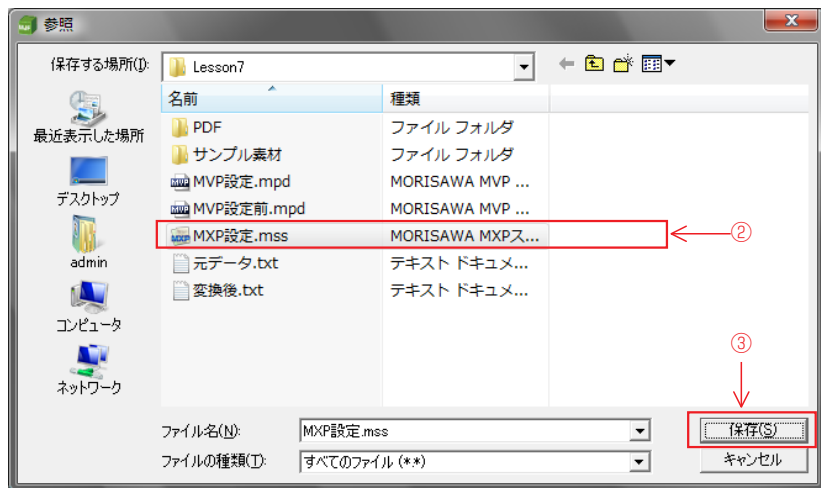 参照
保存する場所(I): Lesson7
名前 種類
PDF ファイル フォルダ
サンプル素材 ファイル フォルダ
MVP設定.mpd MORISAWA MVP ...
MVP設定前.mpd MORISAWA MVP ...
MXP設定.mss MORISAWA MXPス...
②
元データ.txt テキスト ドキュメ...
変換後.txt テキスト ドキュメ...
最近表示した場所
デスクトップ
admin
コンピュータ
ネットワーク
③
ファイル名(N): MXP設定.mss 保存(S)
ファイルの種類(T): すべてのファイル (*.*) キャンセル